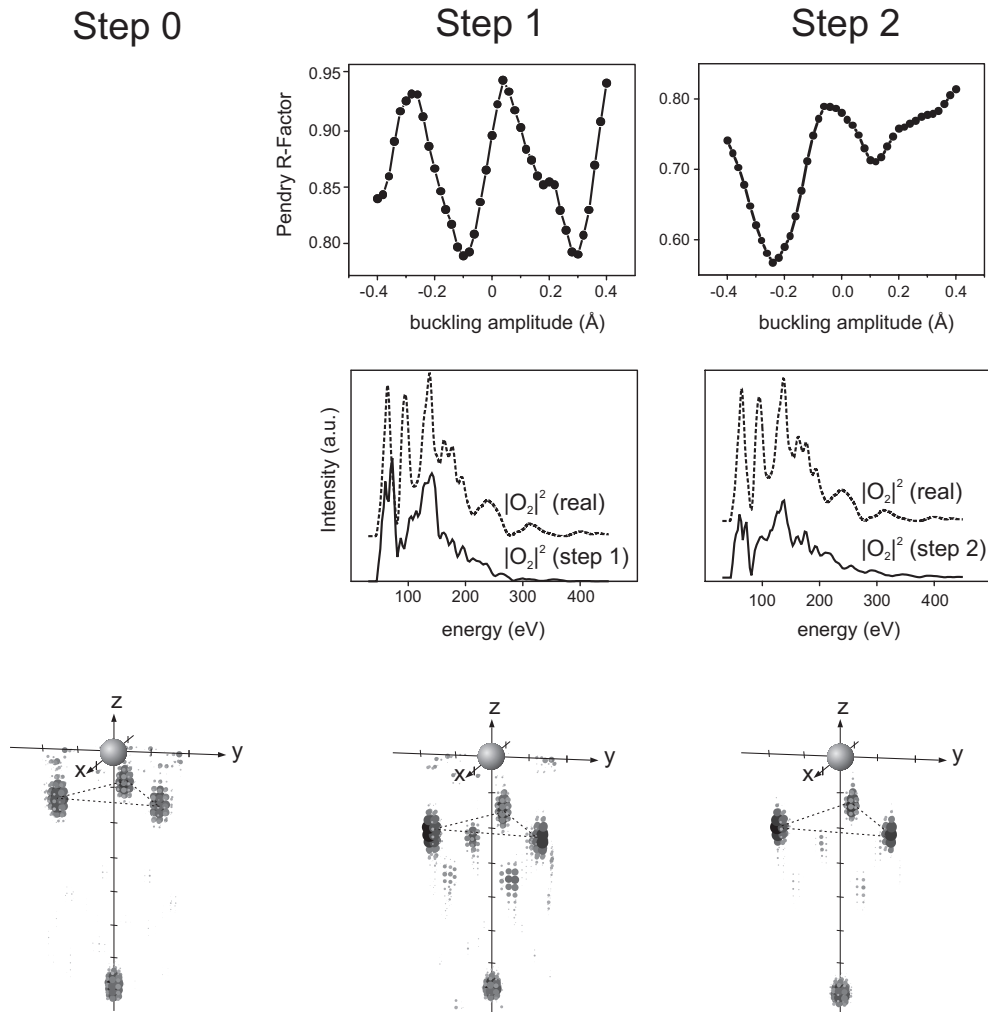 Step 0
Step 1
Step 2
Pendry R-Factor
0.95
0.90
0.85
0.80
-0.4 -0.2 0 0.2 0.4
buckling amplitude (Å)
0.80
0.70
0.60
-0.4 -0.2 0.0 0.2 0.4
buckling amplitude (Å)
Intensity (a.u.)
|O₂|² (real)
|O₂|² (step 1)
100 200 300 400
energy (eV)
|O₂|² (real)
|O₂|² (step 2)
100 200 300 400
energy (eV)
z
y
x
z
y
x
z
y
x